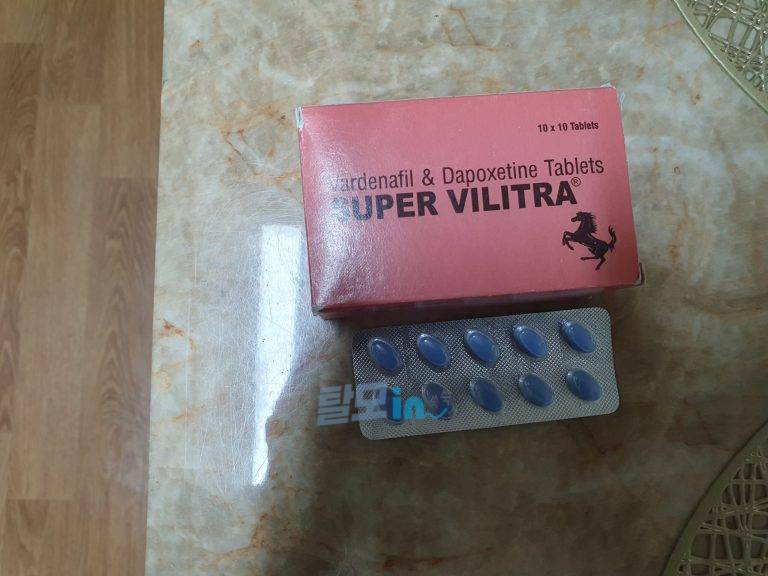 10 x 10 Tablets
vardenafil & Dapoxetine Tablets
SUPER VILITRA®
탈모in